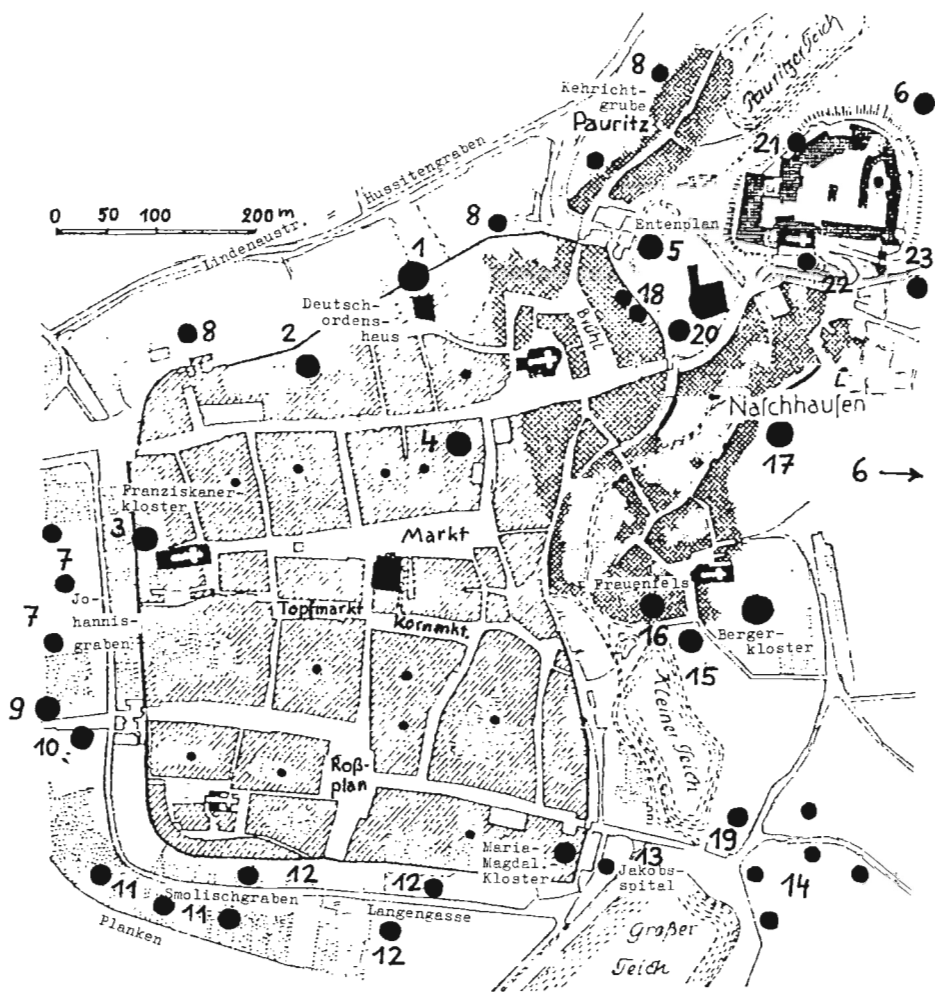 8
Kehricht-
grube
Pauritz
Pauritzer Teich
6
21
0 50 100 200 m
Lindenaustr.
Hussitengraben
8
Entenplan
5
1
23
22
Deutsch-
ordens-
haus
18
Brühl
20
8
2
Naschhausen
4
17
6 →
Franziskaner-
kloster
3
Markt
7
7
Jo-
hannis-
graben
Frauenfels
Topfmarkt
Kornmkt.
16
15
Berger-
kloster
Kleiner Teich
9
10
Roß-
plan
Maria-
Magdal.
Kloster
19
13
Jakobs-
spital
14
11
12
12
Smolischgraben
11
Langengasse
Planken
12
Großer
Teich